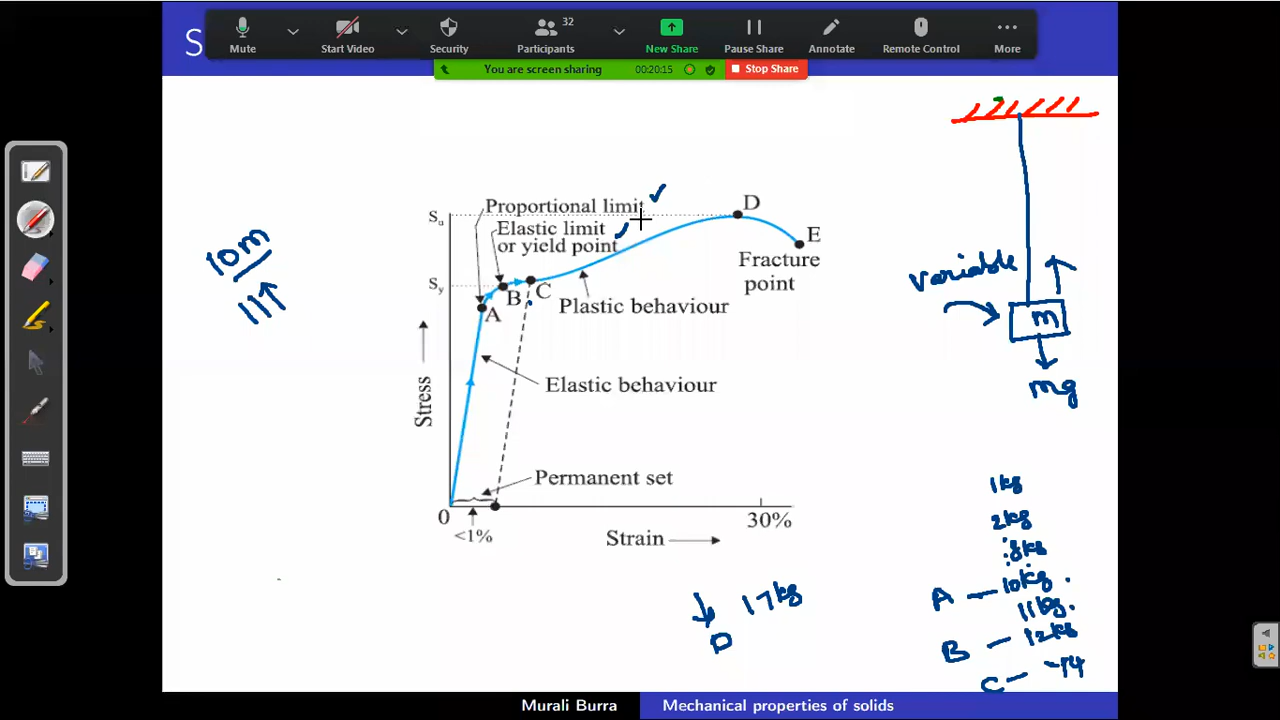 S
Mute
Start Video
Security
32
Participants
New Share
Pause Share
Annotate
Remote Control
More
You are screen sharing
00:20:15
Stop Share
Proportional limit
Elastic limit
or yield point
Su
Sy
D
E
Fracture
point
C
B
A
Plastic behaviour
Elastic behaviour
Stress
Permanent set
0
<1%
30%
Strain
10m
variable
m
mg
1kg
2kg
8kg
A — 10kg.
11kg.
B — 12kg
C — 14
17kg
D
Murali Burra
Mechanical properties of solids